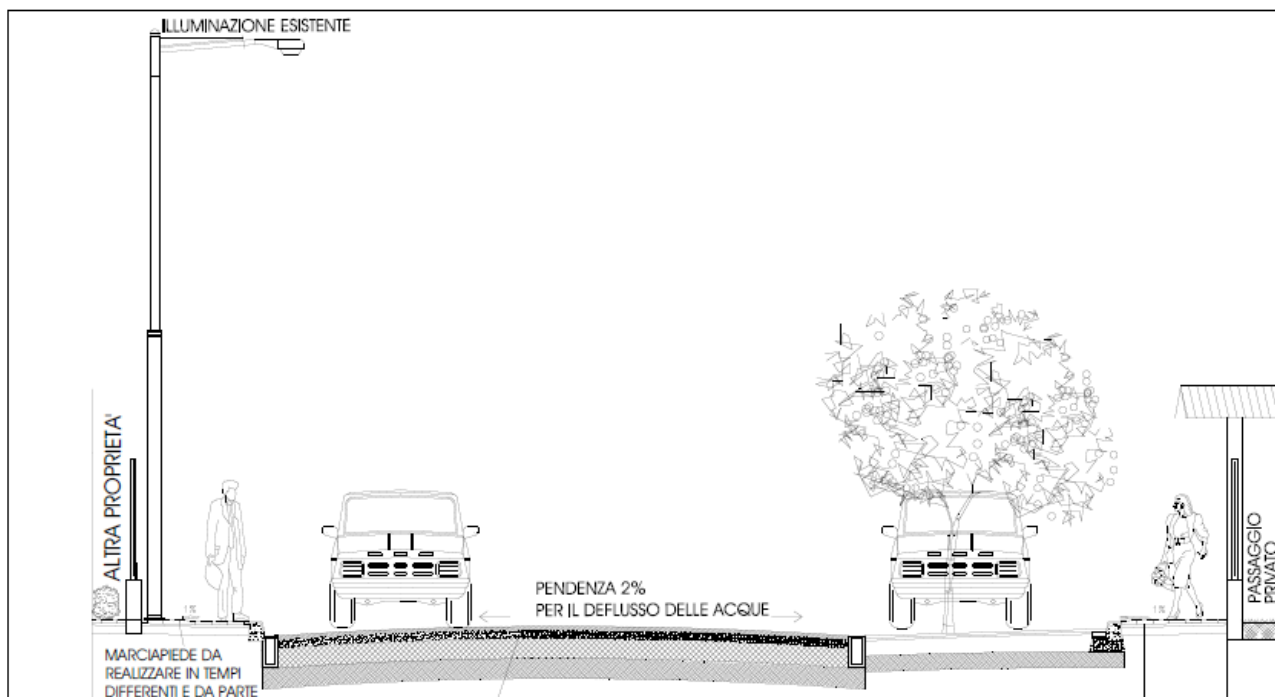 ILLUMINAZIONE ESISTENTE
ALTRA PROPRIETA'
PENDENZA 2%
PER IL DEFLUSSO DELLE ACQUE
PASSAGGIO
PRIVATO
1%
1%
MARCIAPIEDE DA
REALIZZARE IN TEMPI
DIFFERENTI E DA PARTE